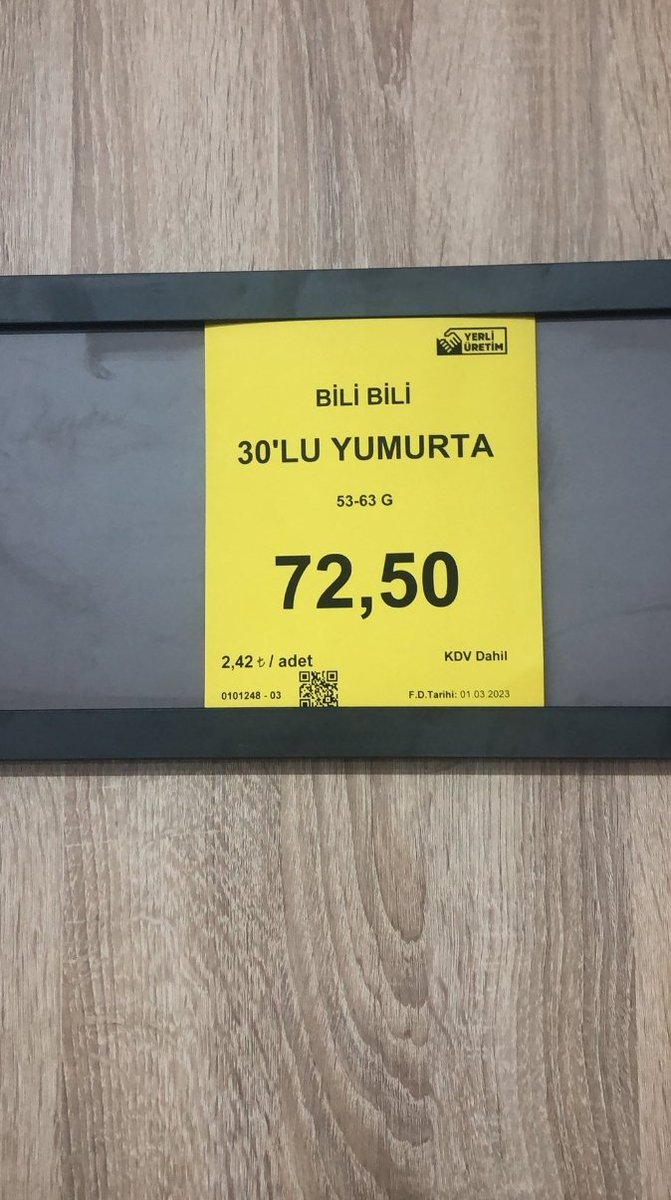 YERLİ
ÜRETİM
BİLİ BİLİ
30'LU YUMURTA
53-63 G
72,50
2,42 ₺ / adet
KDV Dahil
0101248 - 03
F.D.Tarihi: 01.03.2023